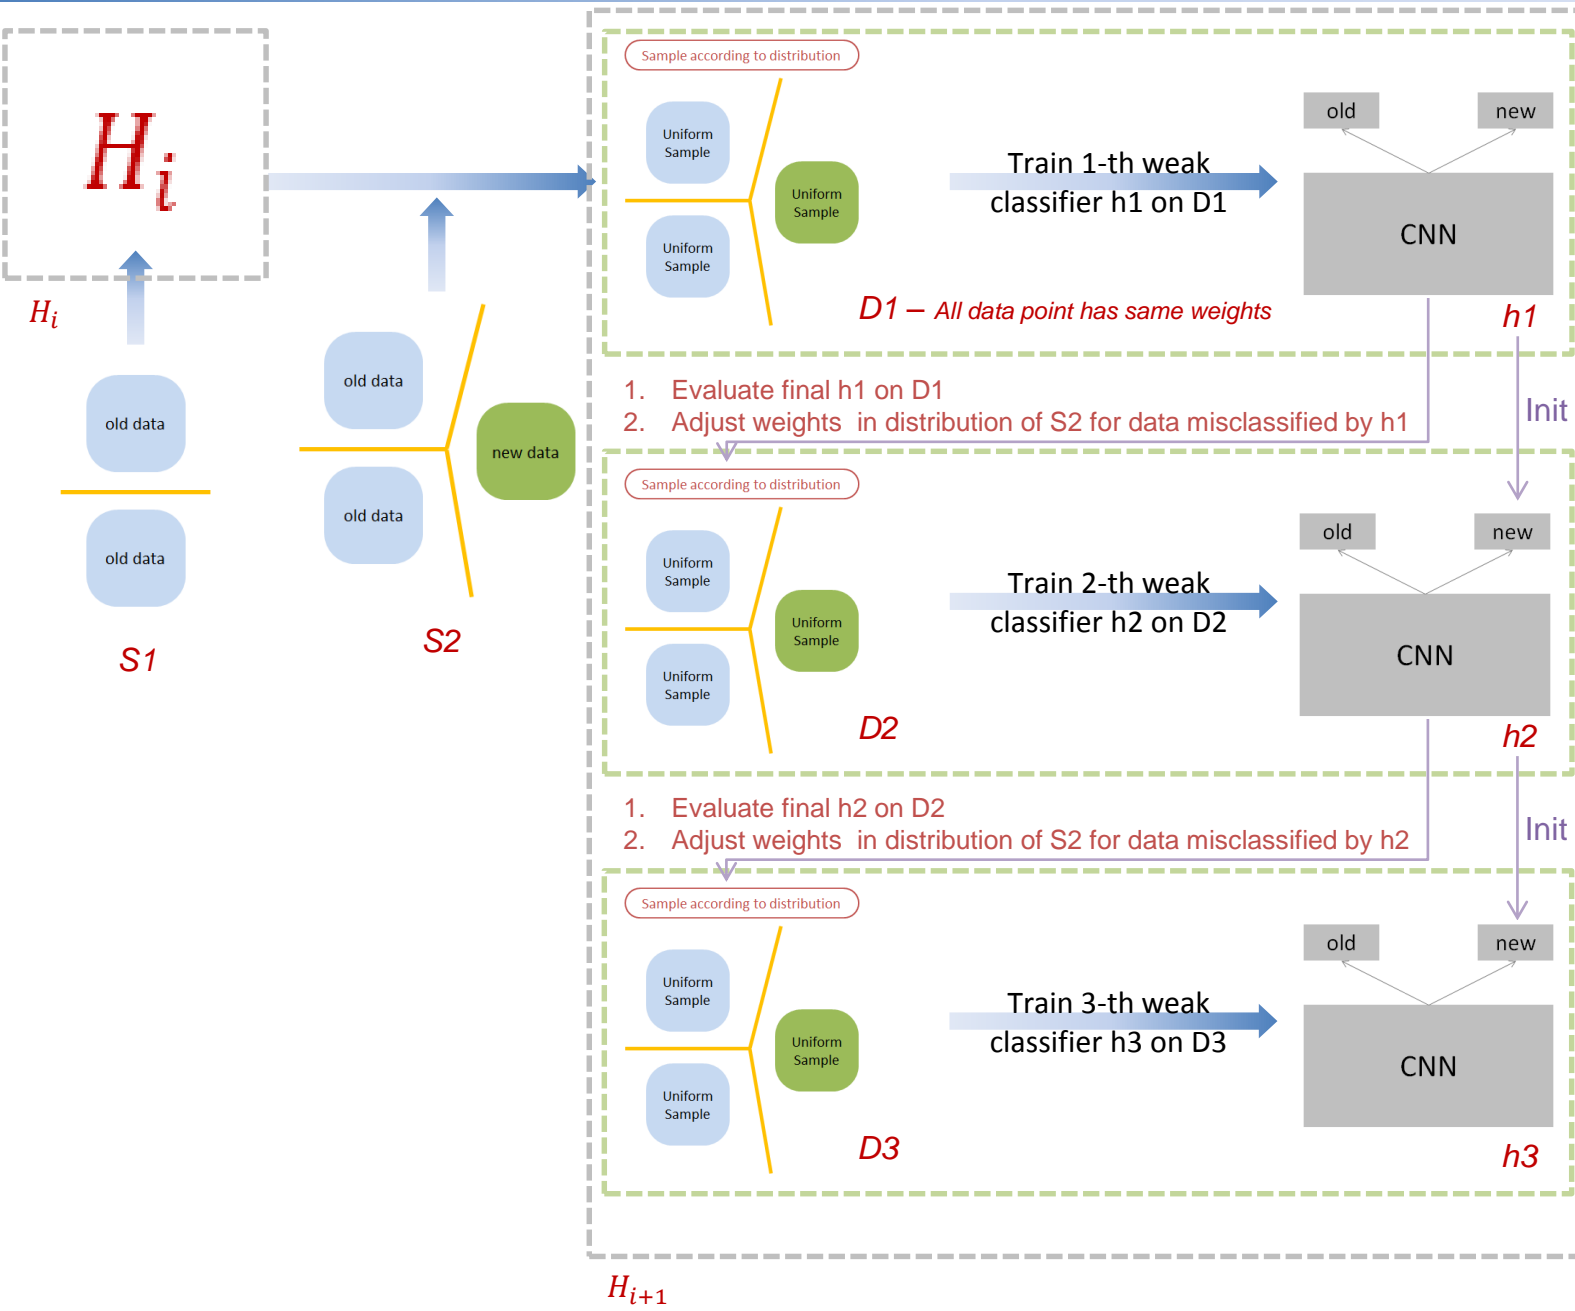 H_i
H_i
old data
old data
S1
old data
old data
new data
S2
Sample according to distribution
Uniform
Sample
Uniform
Sample
Uniform
Sample
Train 1-th weak
classifier h1 on D1
old
new
CNN
D1 – All data point has same weights
h1
1. Evaluate final h1 on D1
2. Adjust weights in distribution of S2 for data misclassified by h1
Init
Sample according to distribution
Uniform
Sample
Uniform
Sample
Uniform
Sample
Train 2-th weak
classifier h2 on D2
old
new
CNN
D2
h2
1. Evaluate final h2 on D2
2. Adjust weights in distribution of S2 for data misclassified by h2
Init
Sample according to distribution
Uniform
Sample
Uniform
Sample
Uniform
Sample
Train 3-th weak
classifier h3 on D3
old
new
CNN
D3
h3
H_{i+1}